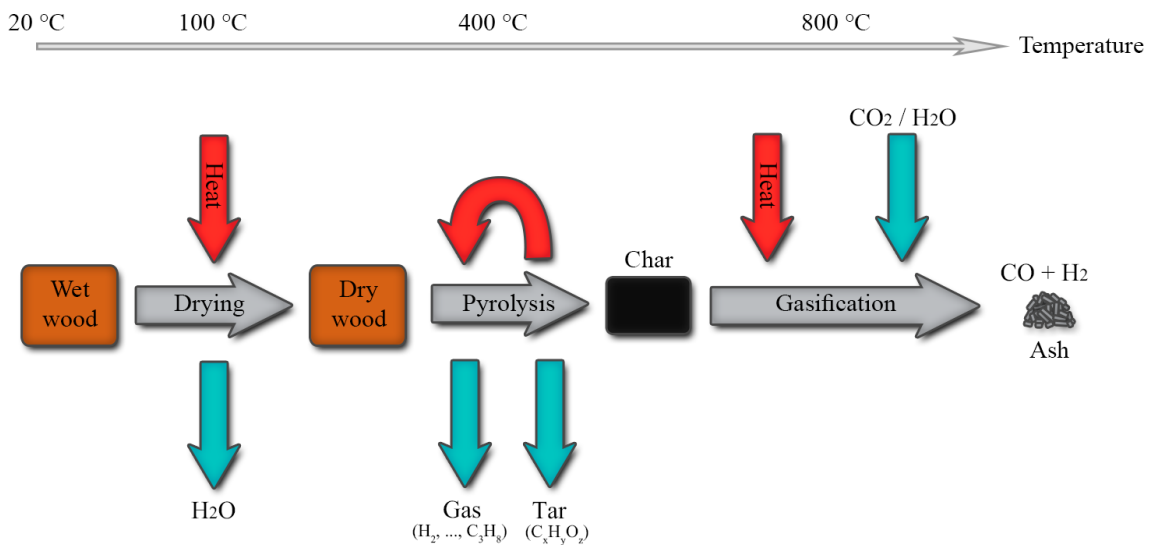 20 °C
100 °C
400 °C
800 °C
Temperature
CO2 / H2O
Heat
Heat
Char
CO + H2
Wet
wood
Drying
Dry
wood
Pyrolysis
Gasification
Ash
H2O
Gas
(H2, ..., C3H8)
Tar
(CxHyOz)